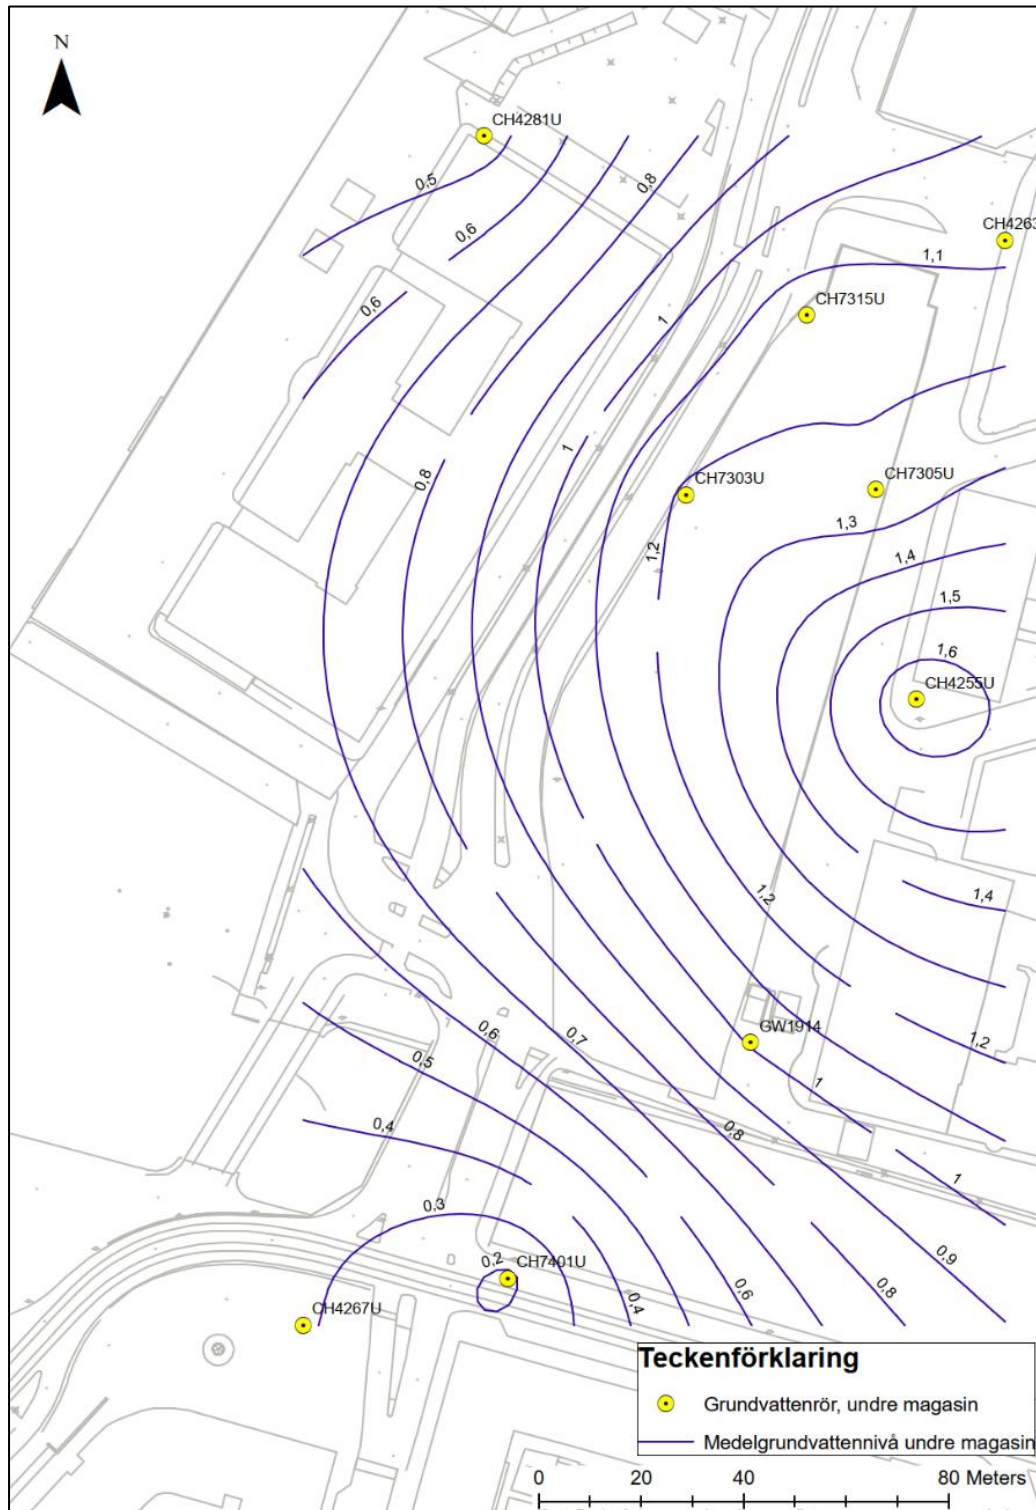 N
CH4281U
0,5
0,8
0,6
CH4263
1,1
0,6
CH7315U
1
1
0,8
CH7303U
CH7305U
1,3
1,2
1,4
1,5
1,6
CH4255U
1,2
1,4
0,6
0,7
GW1914
1,2
0,5
1
0,4
0,8
1
0,3
0,2
CH7401U
0,9
0,6
0,8
0,4
CH4267U
Teckenförklaring
Grundvattenrör, undre magasin
Medelgrundvattennivå undre magasin
0 20 40 80 Meters